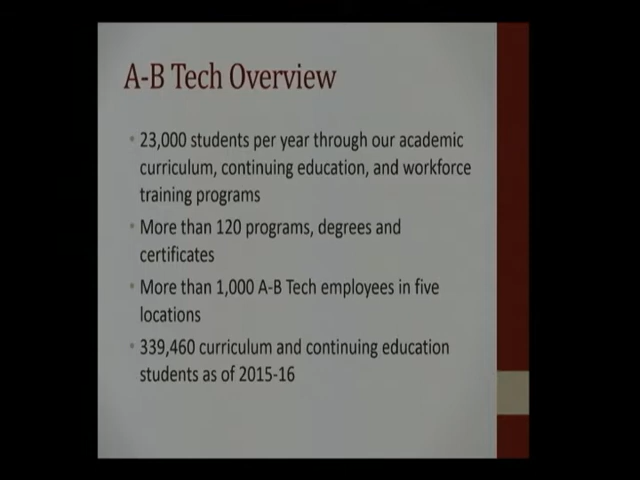 A-B Tech Overview
• 23,000 students per year through our academic
curriculum, continuing education, and workforce
training programs
• More than 120 programs, degrees and
certificates
• More than 1,000 A-B Tech employees in five
locations
• 339,460 curriculum and continuing education
students as of 2015-16